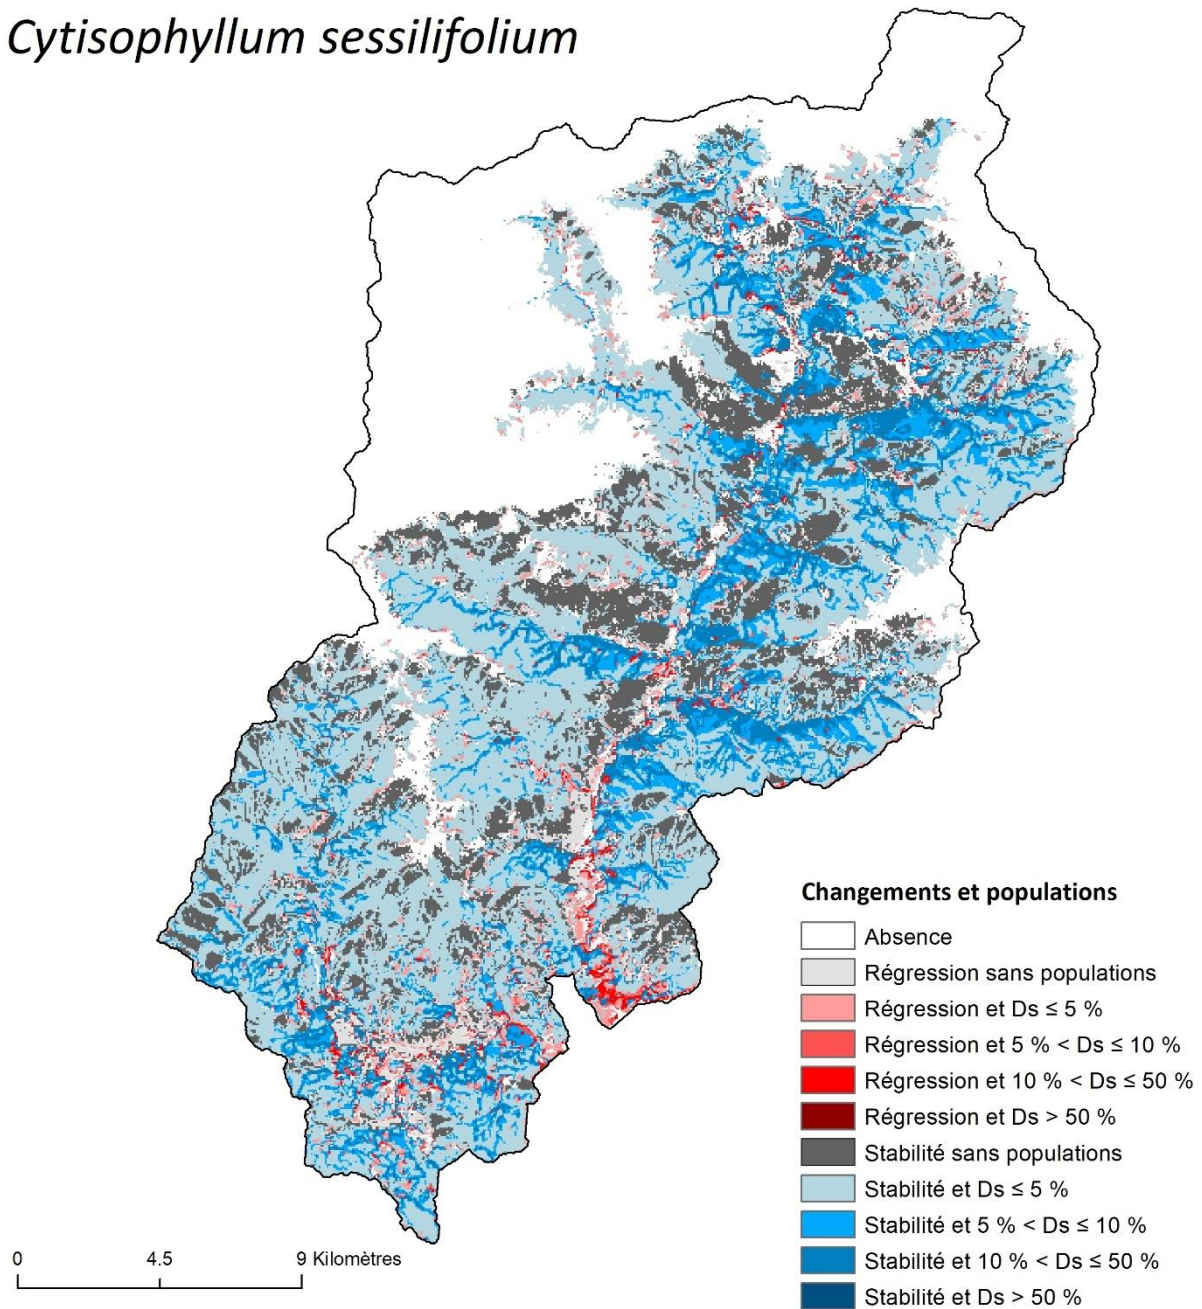 Cytisophyllum sessilifolium
Changements et populations
Absence
Régression sans populations
Régression et Ds ≤ 5 %
Régression et 5 % < Ds ≤ 10 %
Régression et 10 % < Ds ≤ 50 %
Régression et Ds > 50 %
Stabilité sans populations
Stabilité et Ds ≤ 5 %
Stabilité et 5 % < Ds ≤ 10 %
Stabilité et 10 % < Ds ≤ 50 %
Stabilité et Ds > 50 %
0 4.5 9 Kilomètres